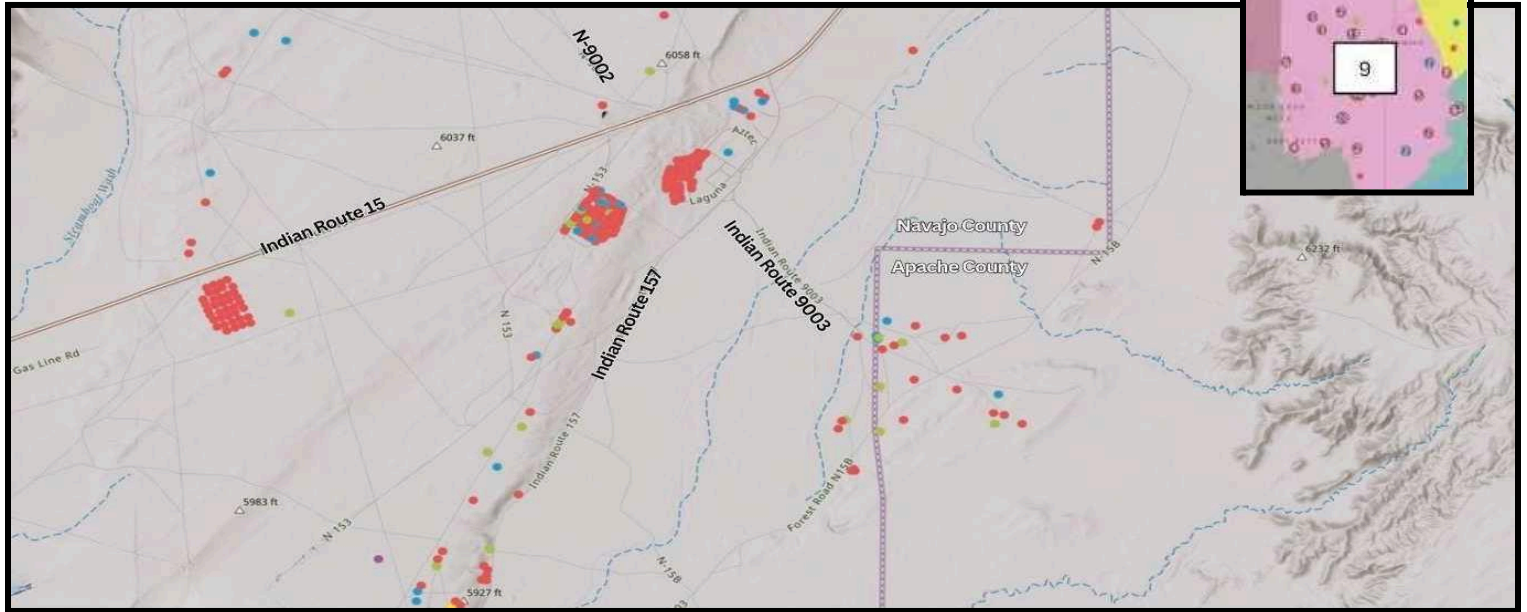 N-9002
6058 ft
6037 ft
9
Aztec
N-153
Laguna
Steamboat Wash
Indian Route 15
Navajo County
Apache County
N-15B
6232 ft
Indian Route 9003
Indian Route 9003
Indian Route 157
N 153
Gas Line Rd
Indian Route 157
Forest Road N15B
5983 ft
N-153
N-15B
5927 ft